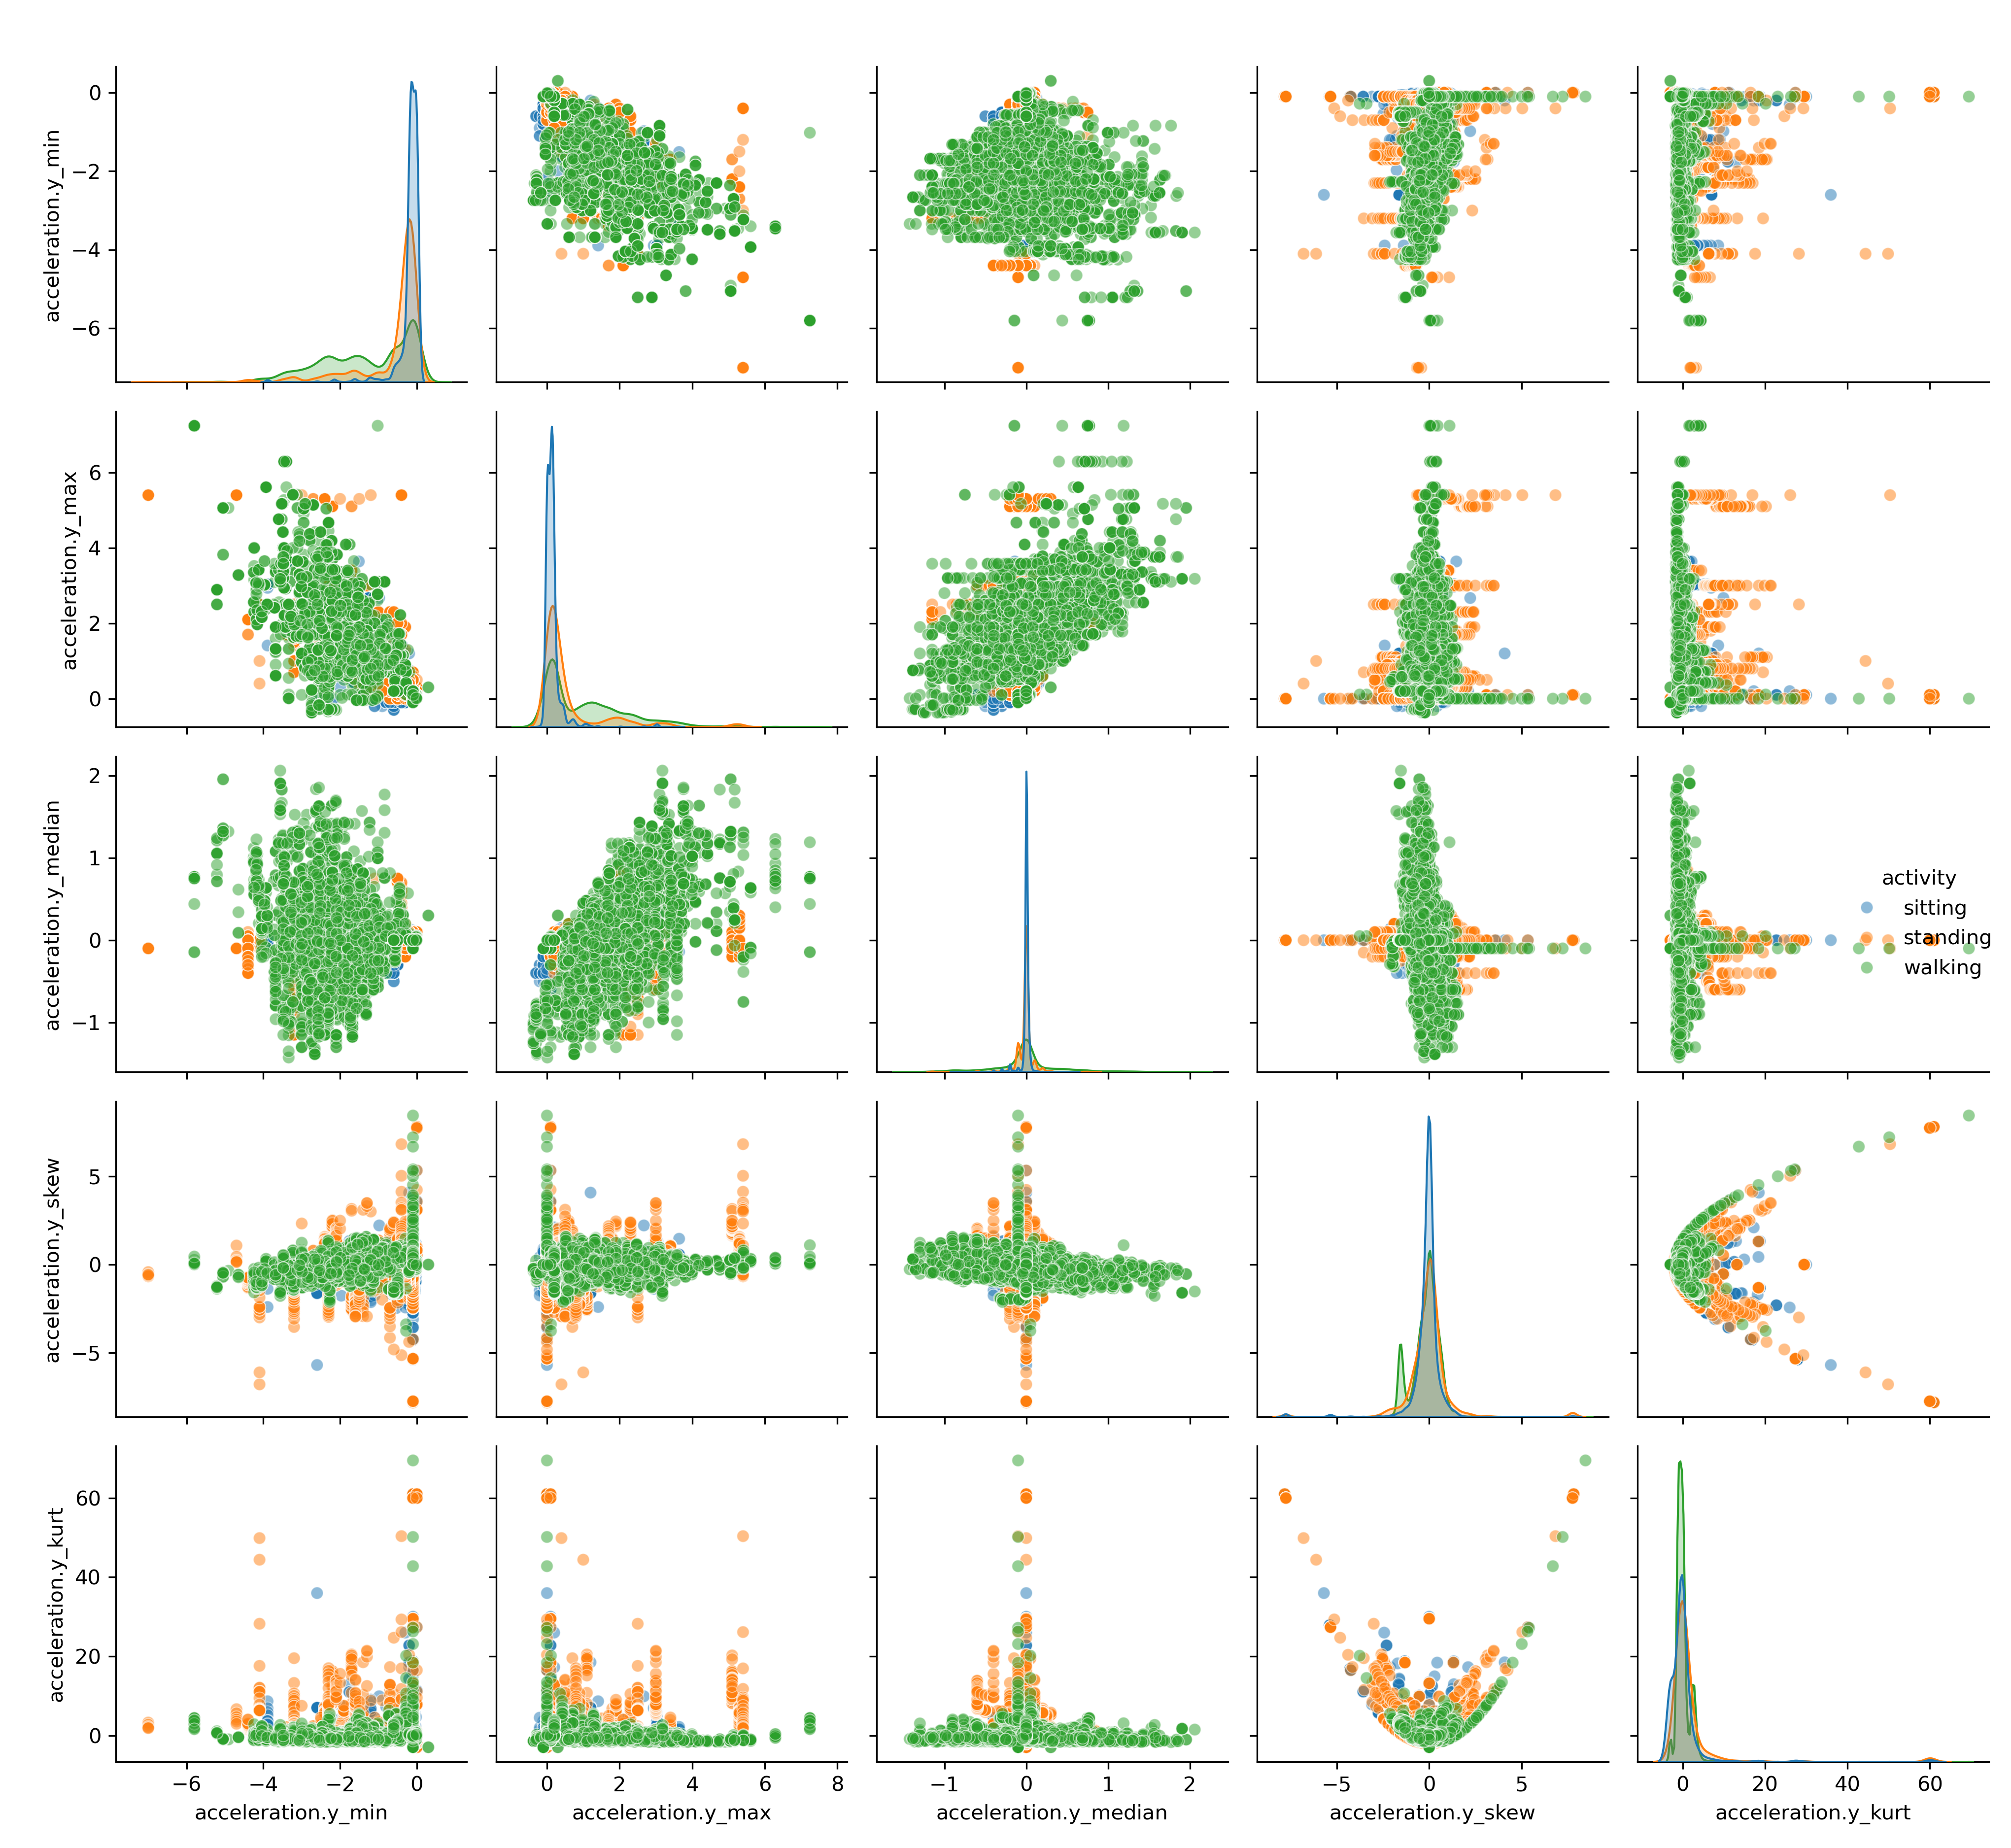 acceleration.y_min
0
−2
−4
−6
acceleration.y_max
6
4
2
0
acceleration.y_median
2
1
0
−1
activity
sitting
standing
walking
acceleration.y_skew
5
0
−5
acceleration.y_kurt
60
40
20
0
−6 −4 −2 0
0 2 4 6 8
−1 0 1 2
−5 0 5
0 20 40 60
acceleration.y_min
acceleration.y_max
acceleration.y_median
acceleration.y_skew
acceleration.y_kurt